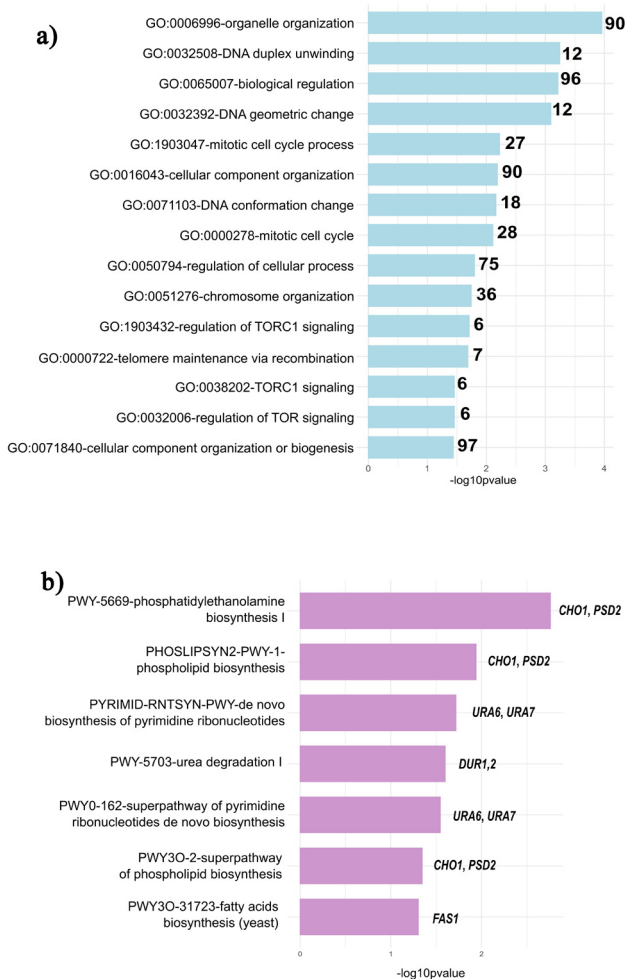 a)
GO:0006996-organelle organization 90
GO:0032508-DNA duplex unwinding 12
GO:0065007-biological regulation 96
GO:0032392-DNA geometric change 12
GO:1903047-mitotic cell cycle process 27
GO:0016043-cellular component organization 90
GO:0071103-DNA conformation change 18
GO:0000278-mitotic cell cycle 28
GO:0050794-regulation of cellular process 75
GO:0051276-chromosome organization 36
GO:1903432-regulation of TORC1 signaling 6
GO:0000722-telomere maintenance via recombination 7
GO:0038202-TORC1 signaling 6
GO:0032006-regulation of TOR signaling 6
GO:0071840-cellular component organization or biogenesis 97
0 1 2 3 4
-log10pvalue
b)
PWY-5669-phosphatidylethanolamine
biosynthesis I
CHO1, PSD2
PHOSLIPSYN2-PWY-1-
phospholipid biosynthesis
CHO1, PSD2
PYRIMID-RNTSYN-PWY-de novo
biosynthesis of pyrimidine ribonucleotides
URA6, URA7
PWY-5703-urea degradation I
DUR1,2
PWY0-162-superpathway of pyrimidine
ribonucleotides de novo biosynthesis
URA6, URA7
PWY3O-2-superpathway
of phospholipid biosynthesis
CHO1, PSD2
PWY3O-31723-fatty acids
biosynthesis (yeast)
FAS1
0 1 2
-log10pvalue